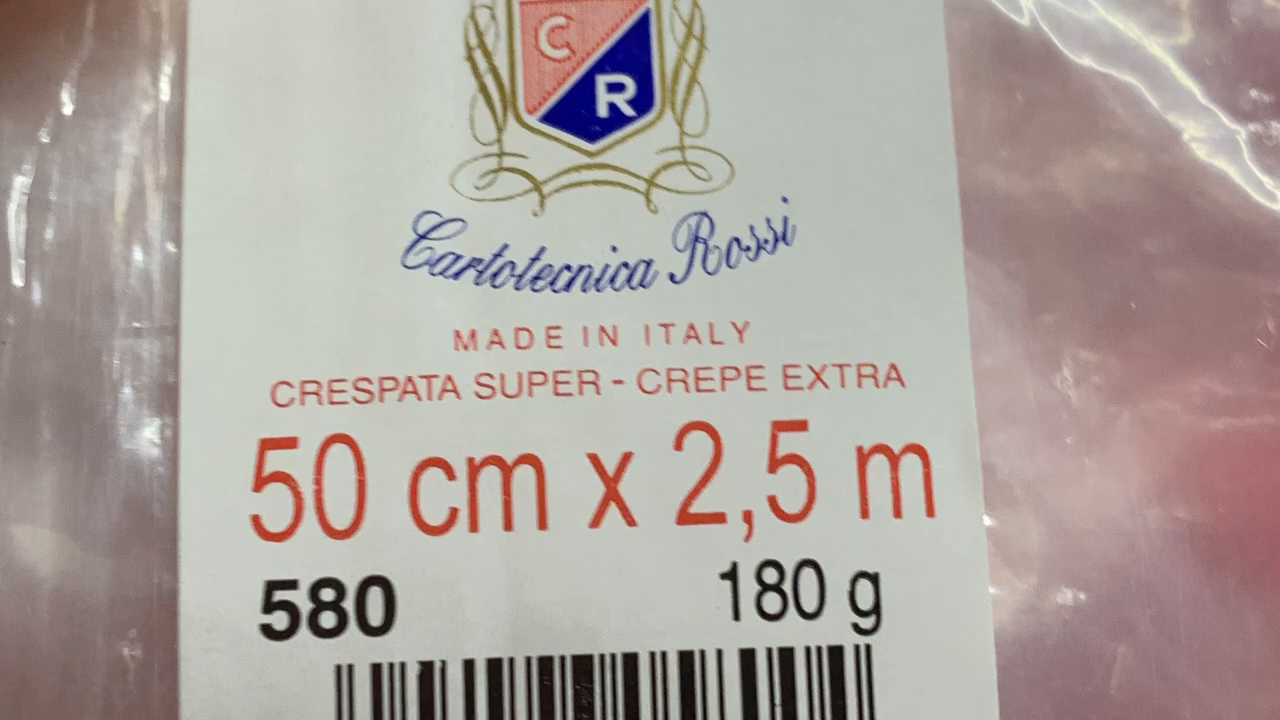 C
R
Cartotecnica Rossi
MADE IN ITALY
CRESPATA SUPER - CREPE EXTRA
50 cm x 2,5 m
580 180 g